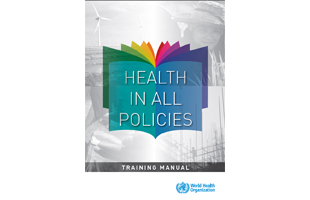 HEALTH
IN ALL
POLICIES
TRAINING MANUAL
World Health
Organization